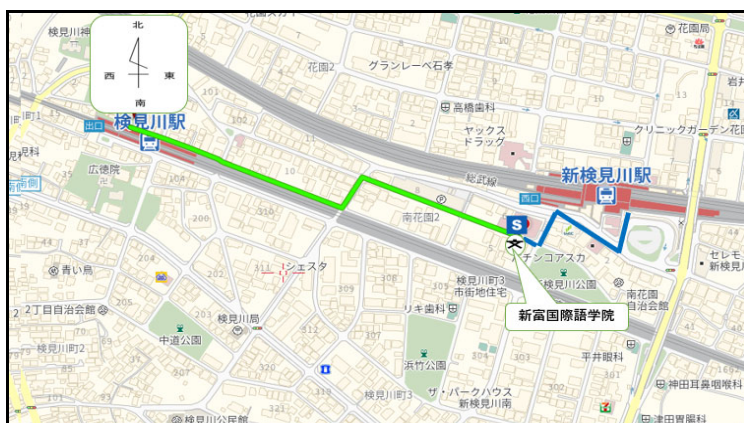 北
西
東
南
検見川神
花園2
グランレーベ石孝
花園局
高橋歯科
ヤックス
ドラッグ
クリニックガーデン花園
検見川駅
出口
広徳院
総武線
新検見川駅
西口
S
南花園2
チンコアスカ
新検見川公園
検見川町3
市街地住宅
南花園
自治会館
セレモ
新検見川
新富国際語学院
青い鳥
シェスタ
2丁目自治会館
中道公園
検見川局
リキ歯科
浜竹公園
平井眼科
検見川町2
検見川町3
ザ・パークハウス
新検見川南
神田耳鼻咽喉科
検見川公民館
津田胃腸科